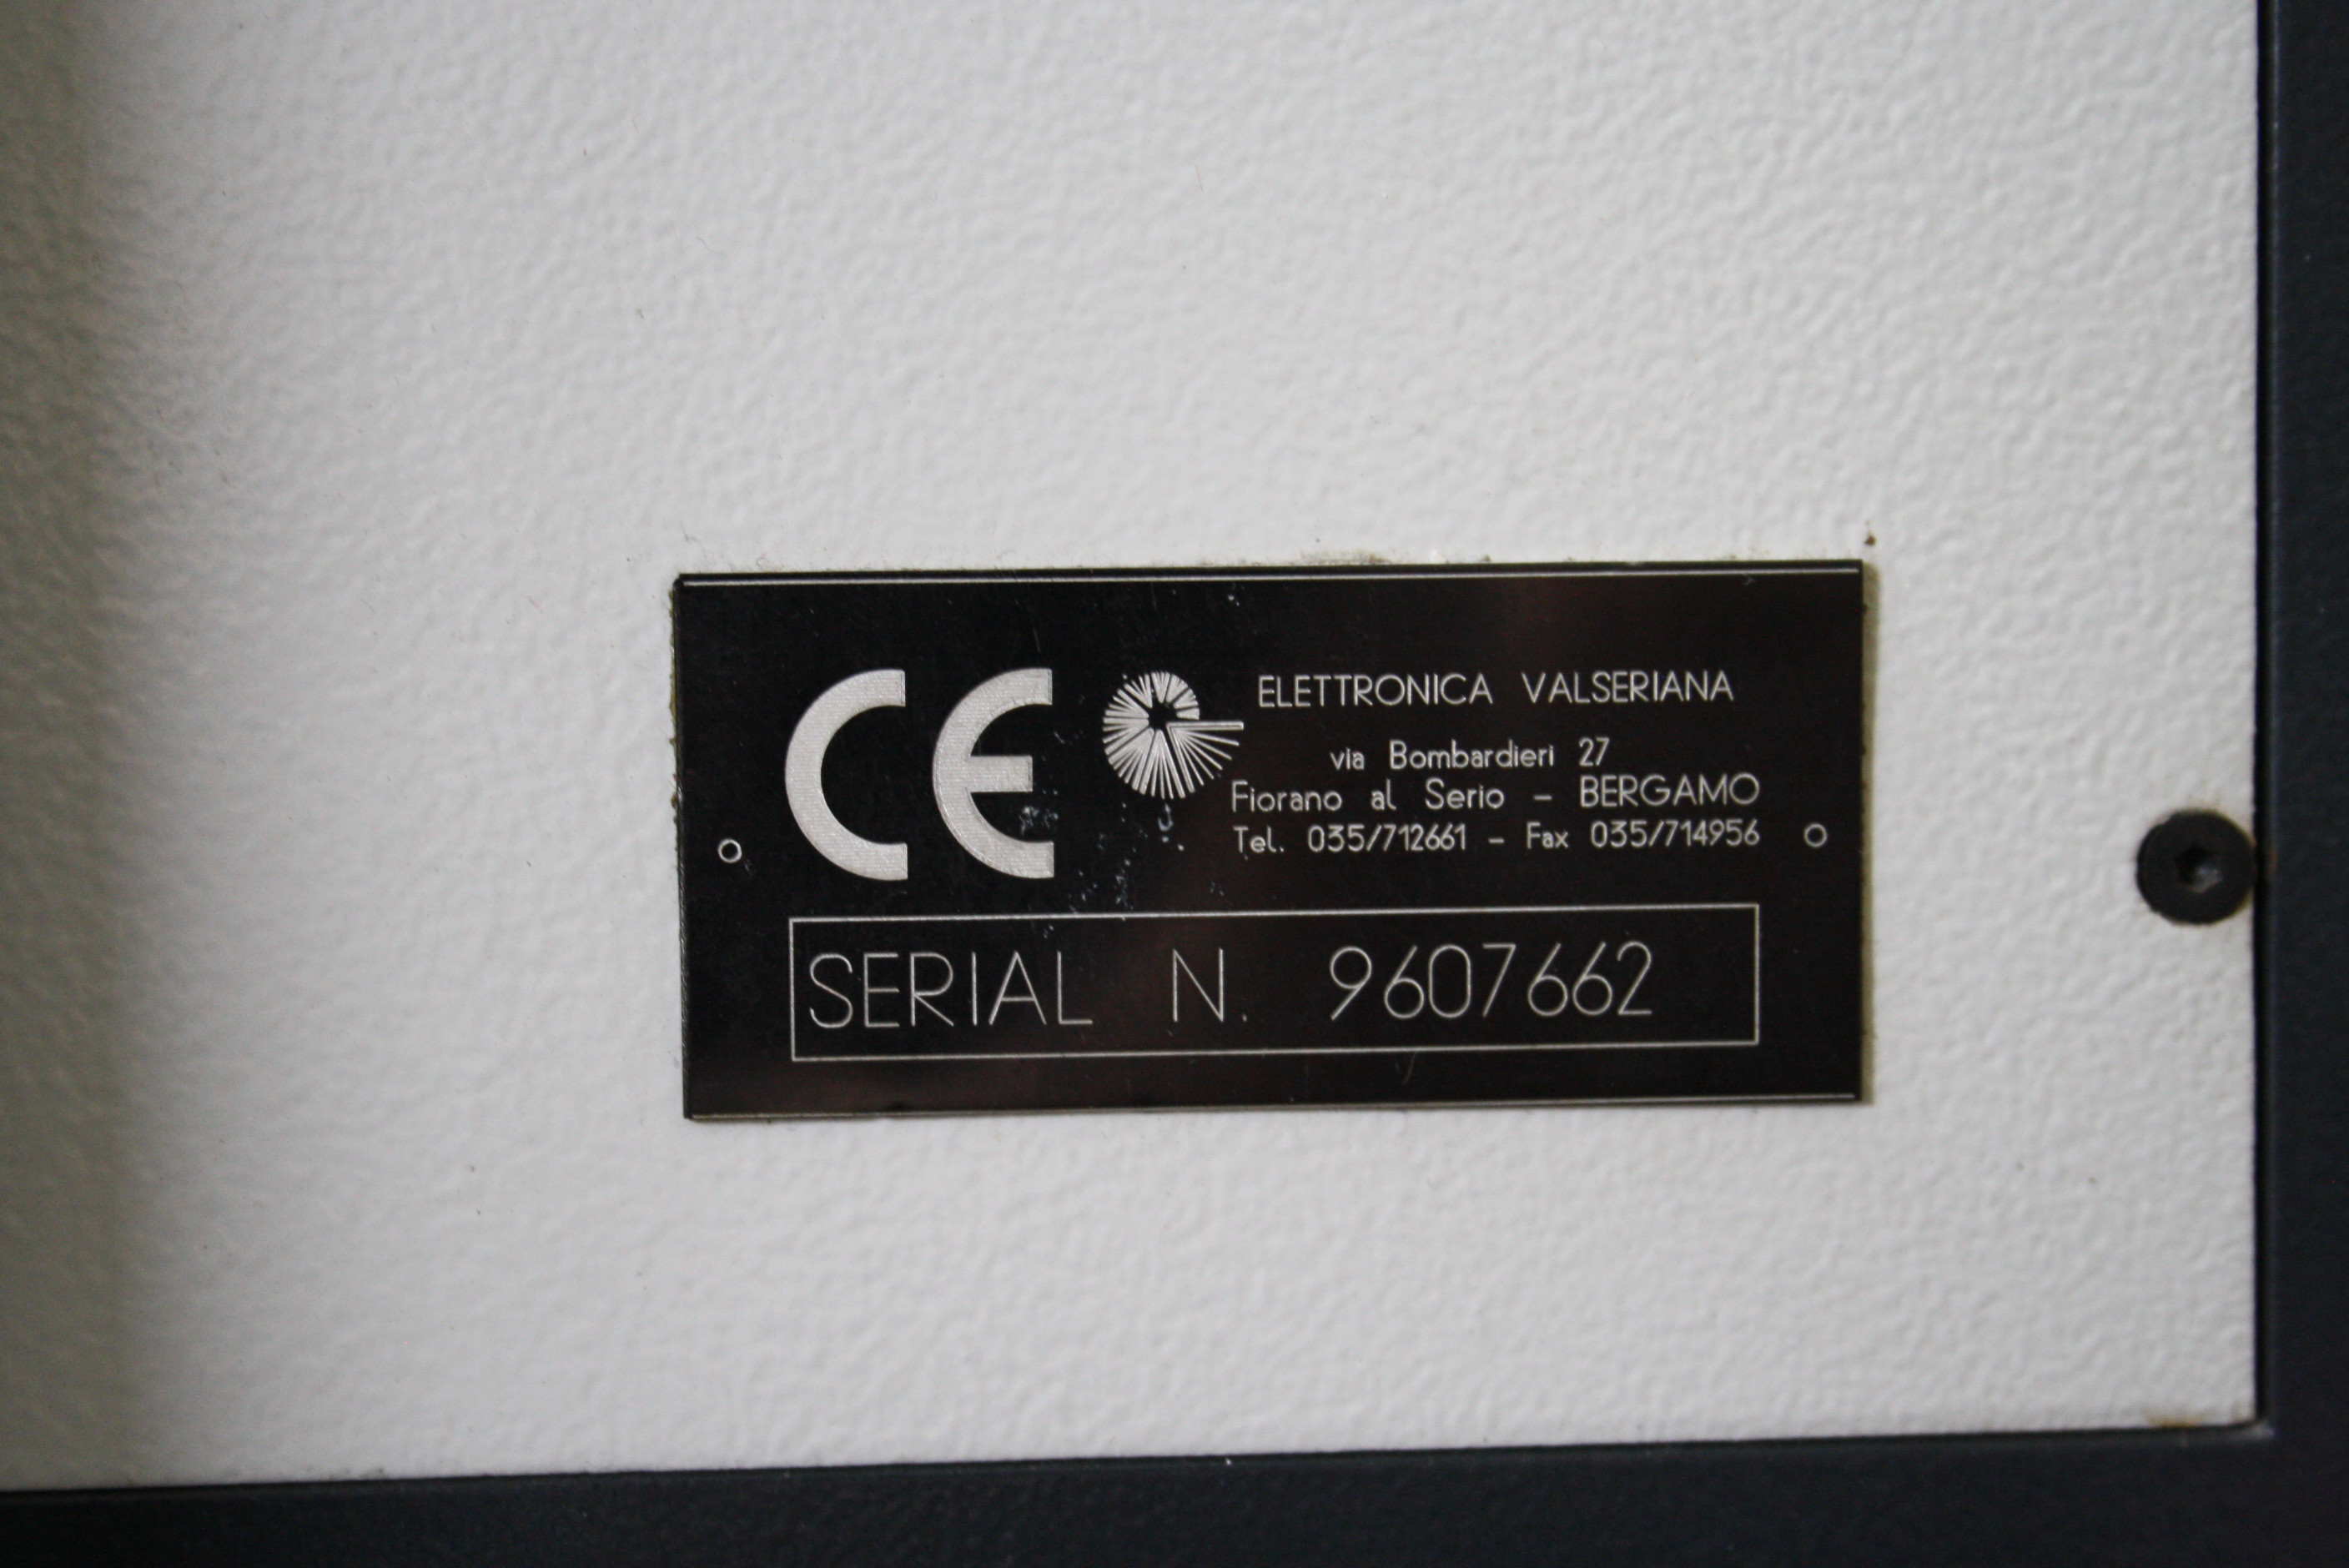 CE
ELETTRONICA VALSERIANA
via Bombardieri 27
Fiorano al Serio - BERGAMO
Tel. 035/712661 - Fax 035/714956
SERIAL N. 9607662